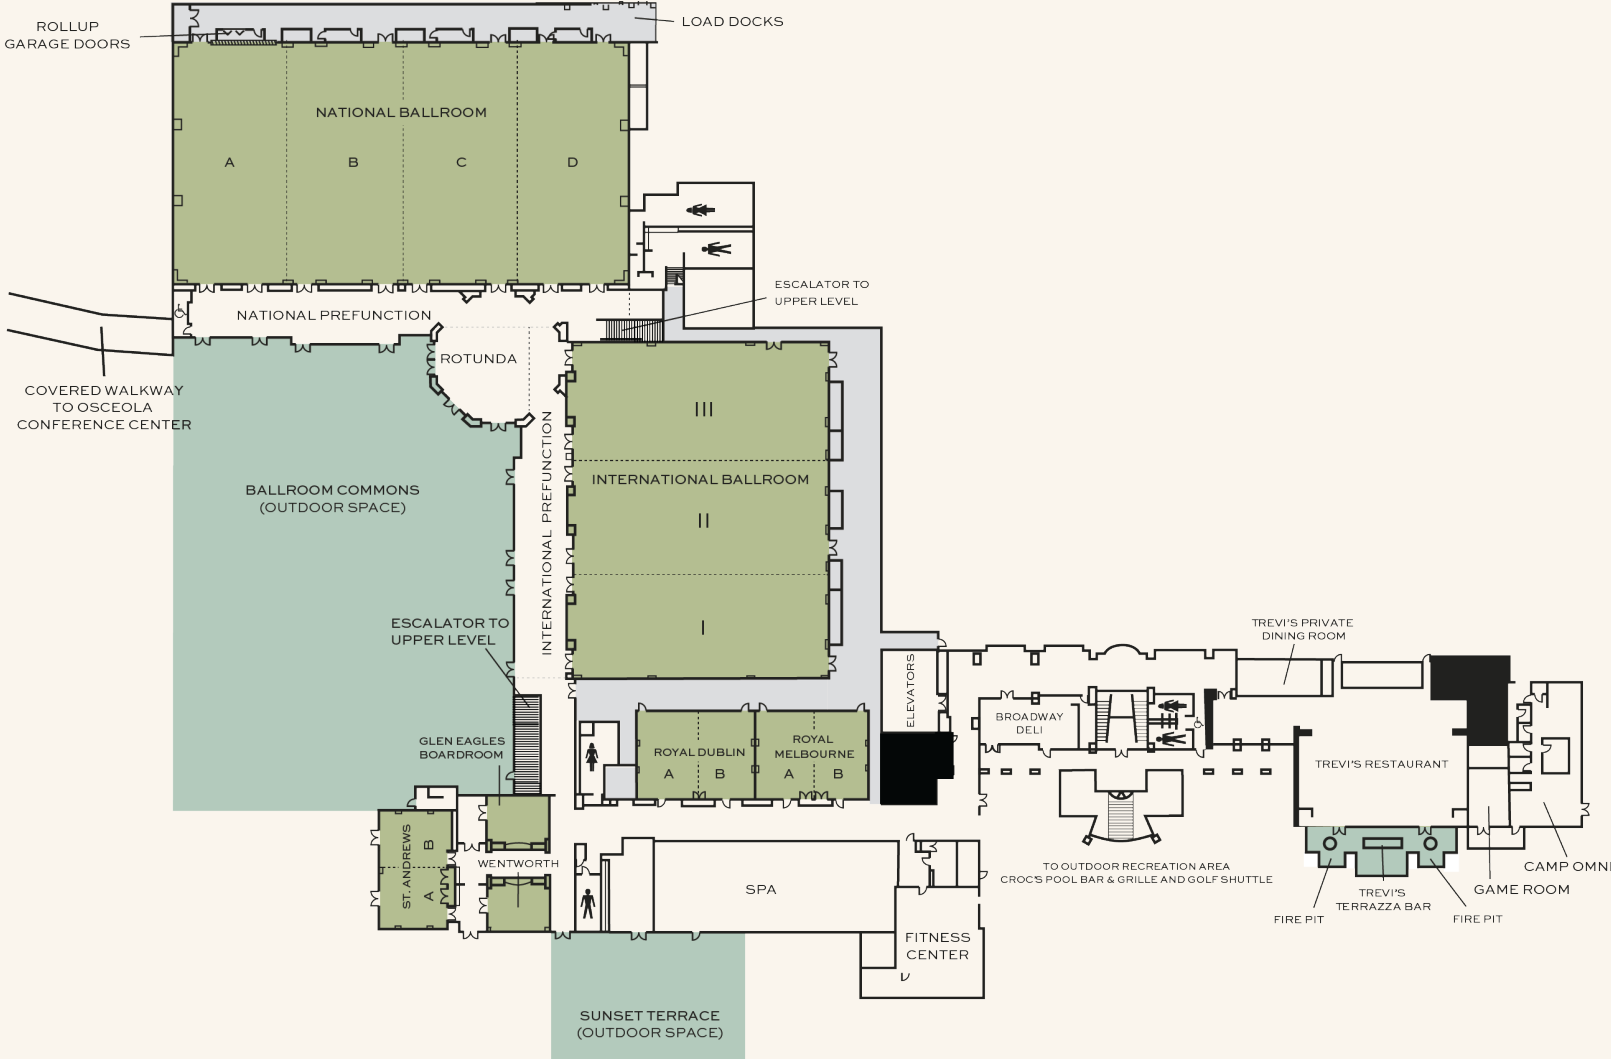 ROLLUP
GARAGE DOORS
LOAD DOCKS
NATIONAL BALLROOM
A
B
C
D
ESCALATOR TO
UPPER LEVEL
NATIONAL PREFUNCTION
ROTUNDA
COVERED WALKWAY
TO OSCEOLA
CONFERENCE CENTER
III
INTERNATIONAL BALLROOM
II
I
INTERNATIONAL PREFUNCTION
BALLROOM COMMONS
(OUTDOOR SPACE)
ESCALATOR TO
UPPER LEVEL
GLEN EAGLES
BOARDROOM
ROYAL DUBLIN
A
B
ROYAL
MELBOURNE
A
B
ELEVATORS
BROADWAY
DELI
TREVI'S PRIVATE
DINING ROOM
TREVI'S RESTAURANT
ST. ANDREWS
B
A
WENTWORTH
SPA
FITNESS
CENTER
TO OUTDOOR RECREATION AREA
CROC'S POOL BAR & GRILLE AND GOLF SHUTTLE
FIRE PIT
TREVI'S
TERRAZZA BAR
FIRE PIT
GAME ROOM
CAMP OMNI
SUNSET TERRACE
(OUTDOOR SPACE)